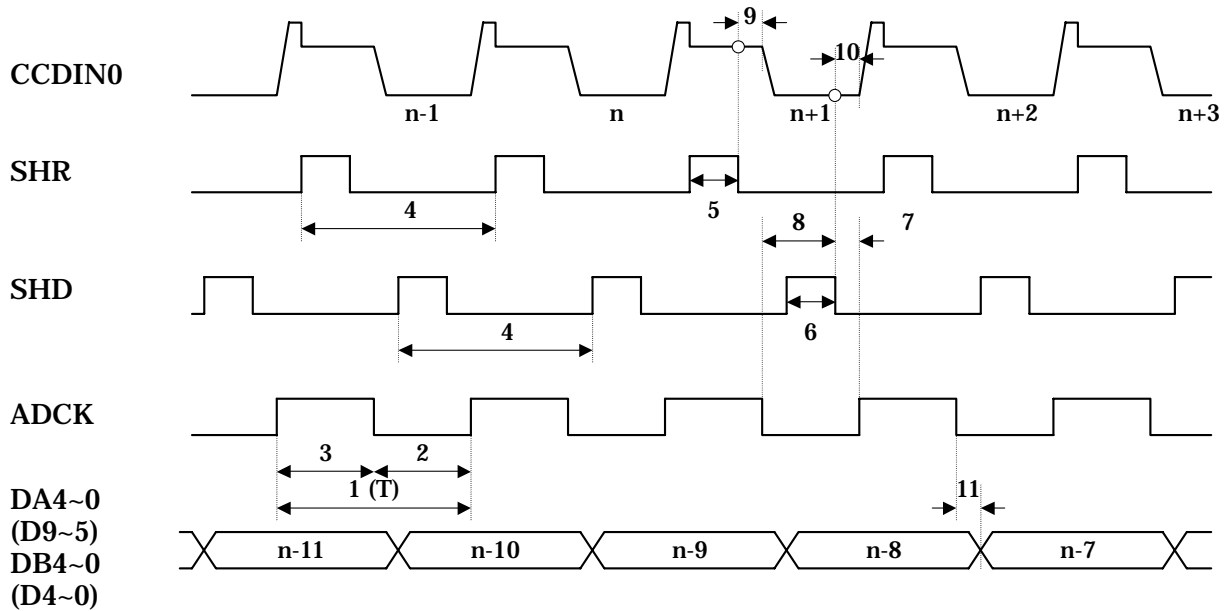 9
10
CCDIN0
n-1 n n+1 n+2 n+3
SHR
4 5 8 7
SHD
4 6
ADCK
3 2
1 (T) 11
DA4~0
(D9~5)
DB4~0
(D4~0)
n-11 n-10 n-9 n-8 n-7